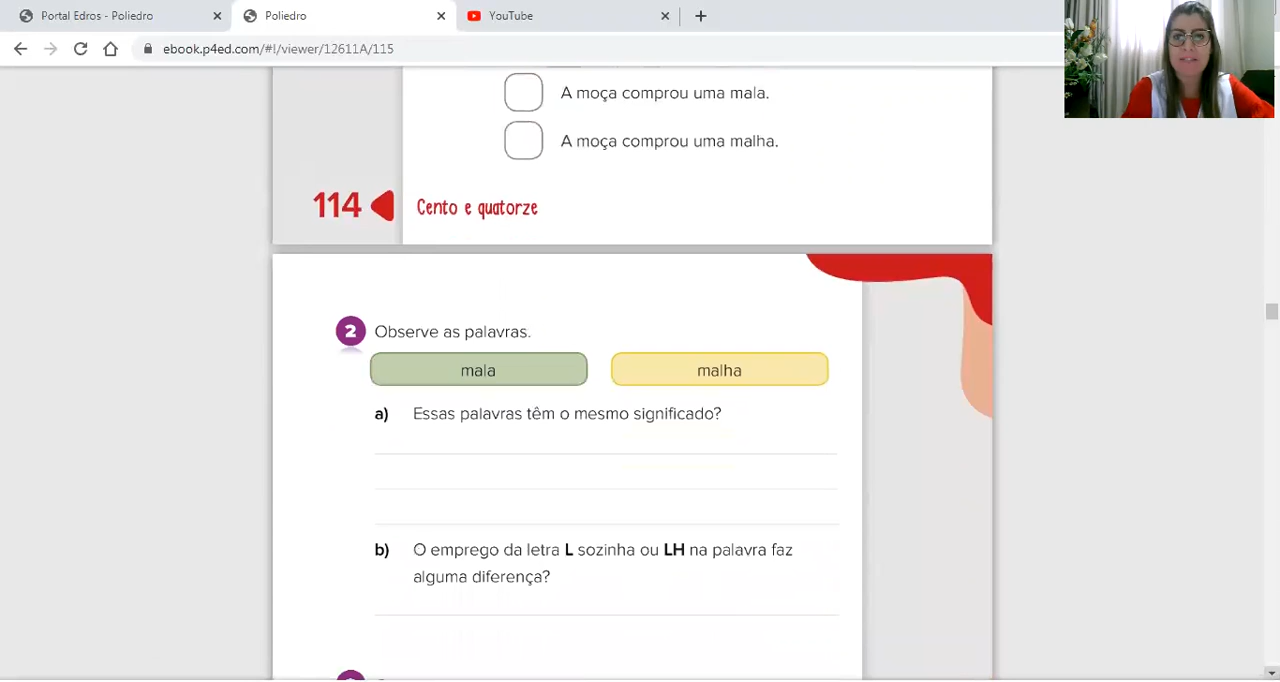 Portal Edros - Poliedro
Poliedro
YouTube
ebook.p4ed.com/#!/viewer/12611A/115
A moça comprou uma mala.
A moça comprou uma malha.
114
Cento e quatorze
2 Observe as palavras.
mala malha
a) Essas palavras têm o mesmo significado?
b) O emprego da letra L sozinha ou LH na palavra faz
alguma diferença?